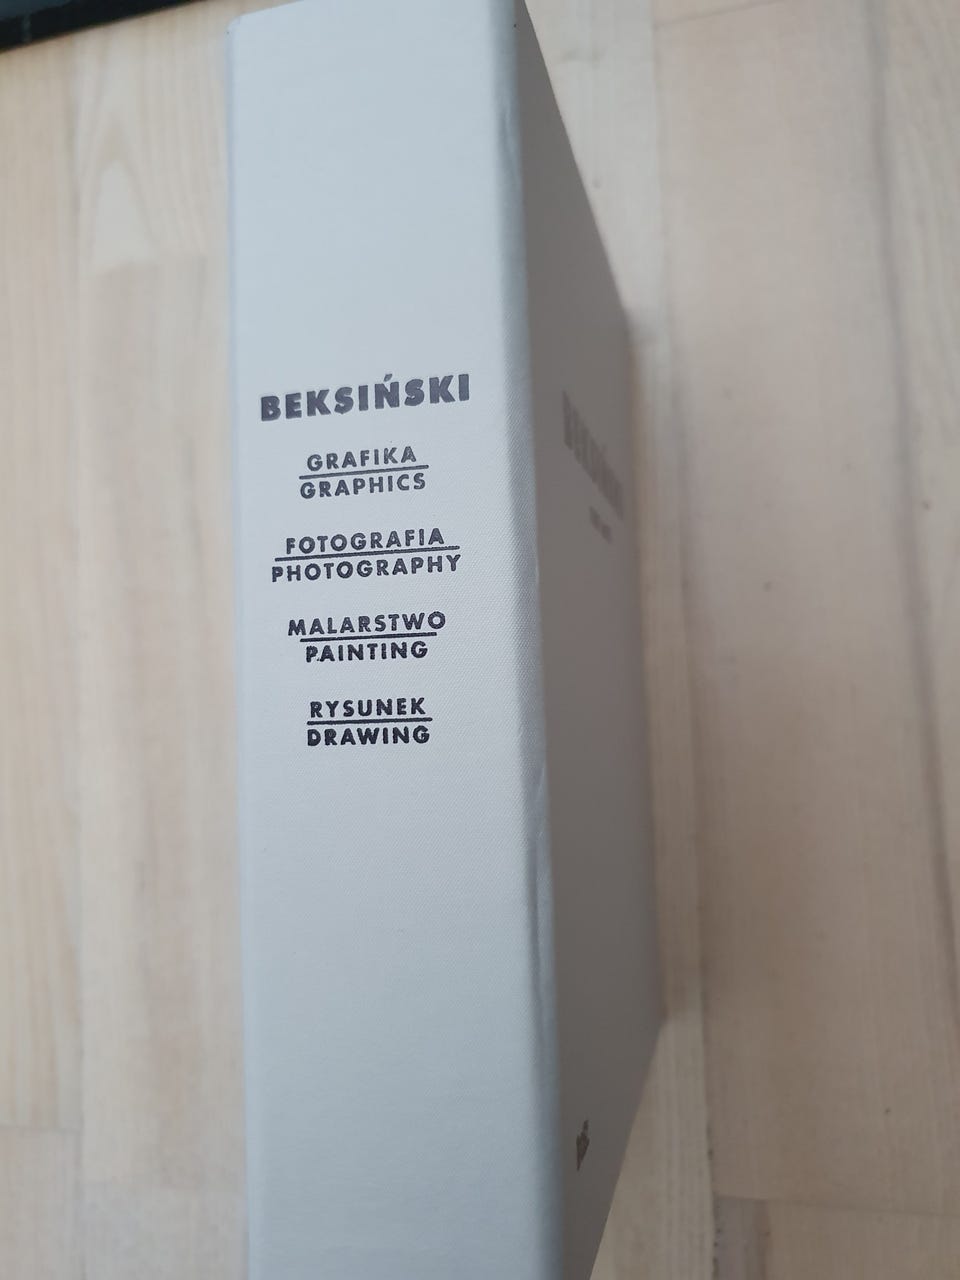 BEKSIŃSKI
GRAFIKA
GRAPHICS
FOTOGRAFIA
PHOTOGRAPHY
MALARSTWO
PAINTING
RYSUNEK
DRAWING